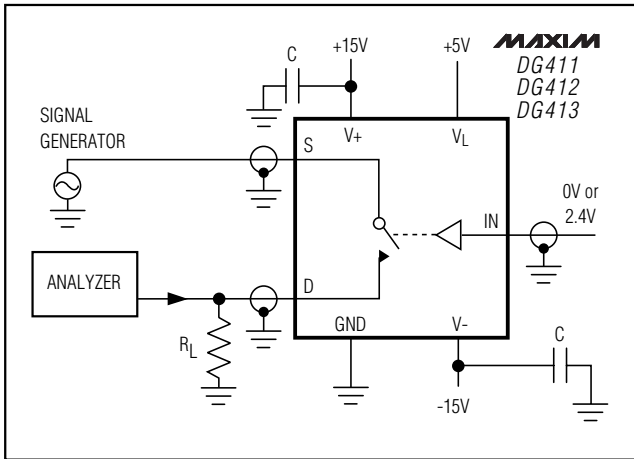 +15V
+5V
MAXIM
DG411
DG412
DG413
C
SIGNAL
GENERATOR
V+
VL
S
0V or
2.4V
IN
ANALYZER
D
RL
GND
V-
C
-15V